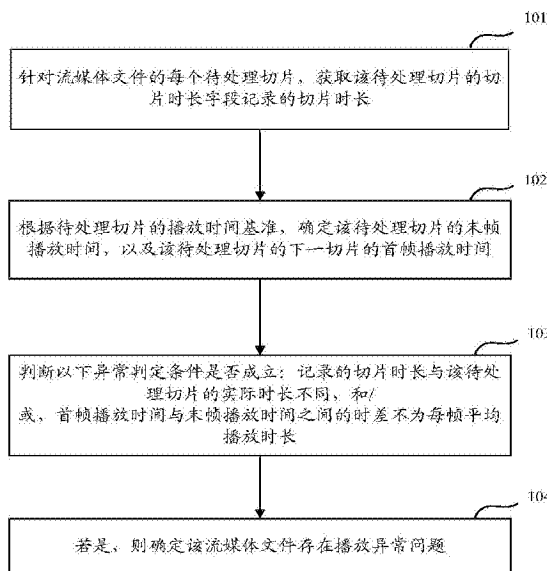 101
针对流媒体文件的每个待处理切片，获取该待处理切片的切
片时长字段记录的切片时长
102
根据待处理切片的播放时间基准，确定该待处理切片的末帧
播放时间，以及该待处理切片的下一切片的首帧播放时间
103
判断以下异常判定条件是否成立：记录的切片时长与该待处
理切片的实际时长不同，和/
或，首帧播放时间与末帧播放时间之间的时差不为每帧平均
播放时长
104
若是，则确定该流媒体文件存在播放异常问题